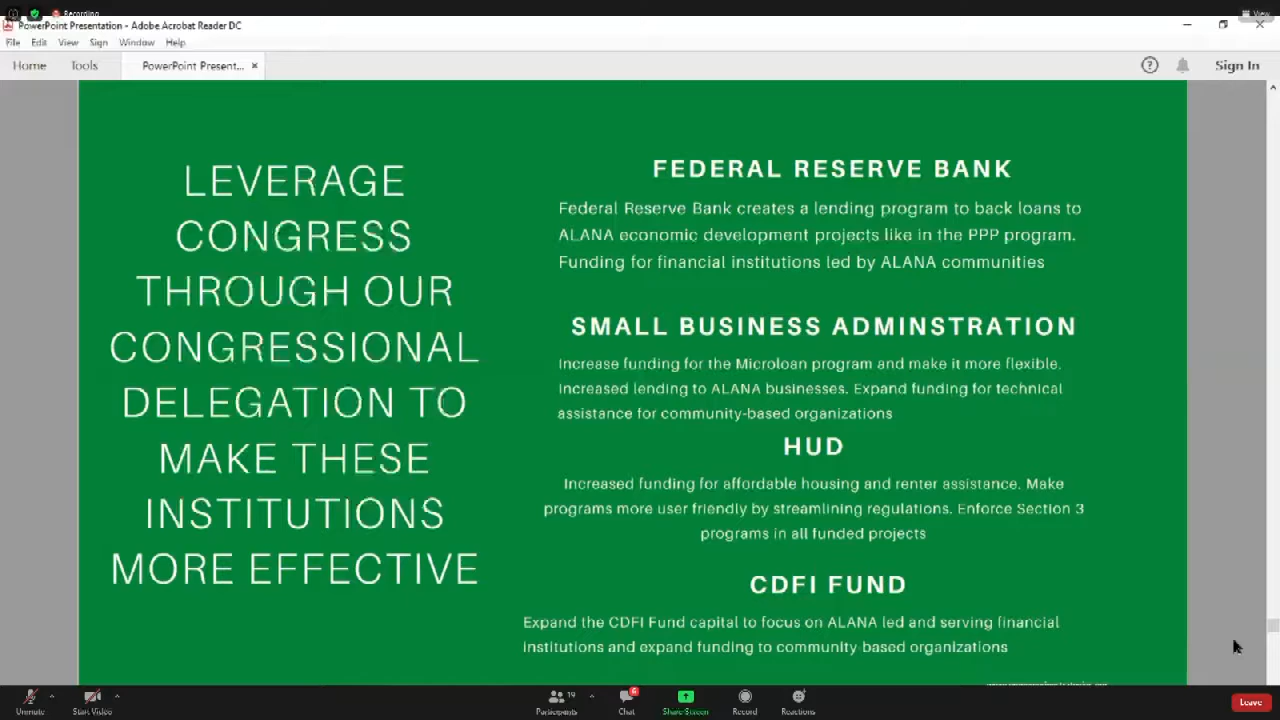 Recording
View
PowerPoint Presentation - Adobe Acrobat Reader DC
File Edit View Sign Window Help
Home Tools PowerPoint Present... × Sign In
LEVERAGE
CONGRESS
THROUGH OUR
CONGRESSIONAL
DELEGATION TO
MAKE THESE
INSTITUTIONS
MORE EFFECTIVE
FEDERAL RESERVE BANK
Federal Reserve Bank creates a lending program to back loans to
ALANA economic development projects like in the PPP program.
Funding for financial institutions led by ALANA communities
SMALL BUSINESS ADMINSTRATION
Increase funding for the Microloan program and make it more flexible.
Increased lending to ALANA businesses. Expand funding for technical
assistance for community-based organizations
HUD
Increased funding for affordable housing and renter assistance. Make
programs more user friendly by streamlining regulations. Enforce Section 3
programs in all funded projects
CDFI FUND
Expand the CDFI Fund capital to focus on ALANA led and serving financial
institutions and expand funding to community based organizations
Unmute Start Video Participants 19 Chat 6 Share Screen Record Reactions Leave